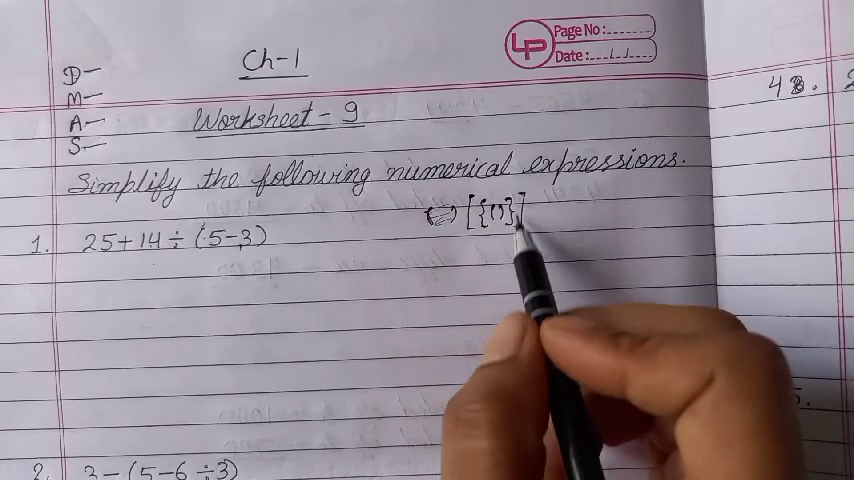 LP Page No:
Date:
Ch-1
D-
M-
A-
S-
Worksheet - 9
Simplify the following numerical expressions.
[{()}]
1. 25+14÷(5-3)
2. 3-(5-6÷3)